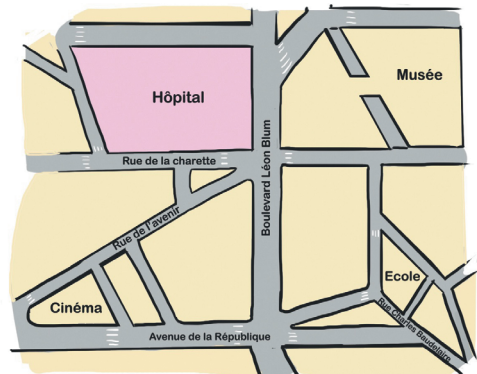 Musée
Hôpital
Rue de la charette
Boulevard Léon Blum
Rue de l'avenir
Ecole
Cinéma
Rue Charles Baudelaire
Avenue de la République